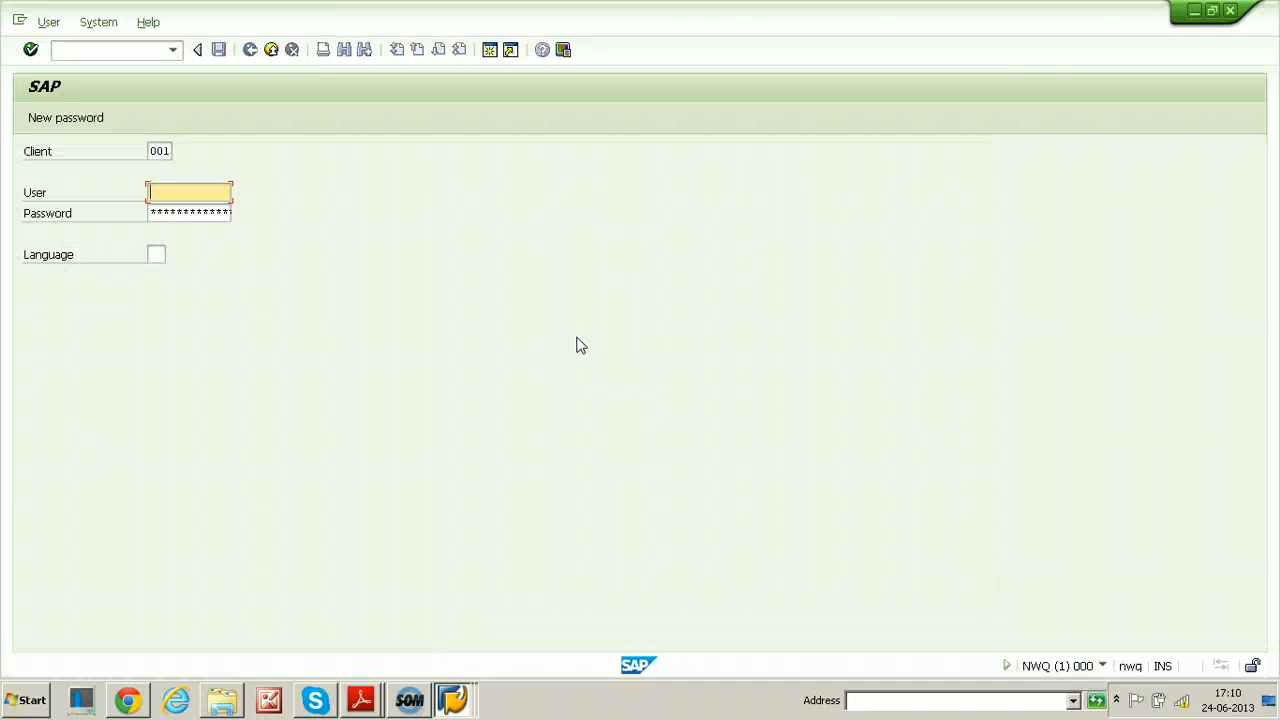 User System Help
SAP
New password
Client 001
User
Password ************
Language
SAP
NWQ (1) 000 nwq INS
Start SOM Address 17:10
24-06-2013